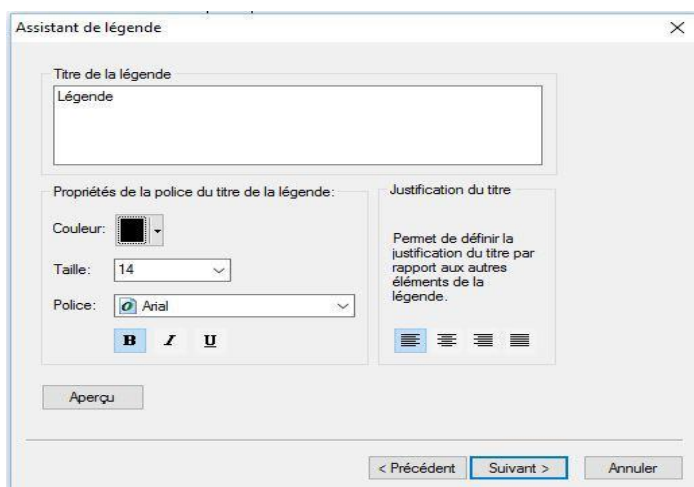 Assistant de légende
Titre de la légende
Légende
Propriétés de la police du titre de la légende:
Couleur:
Taille: 14
Police: Arial
B I U
Justification du titre
Permet de définir la
justification du titre par
rapport aux autres
éléments de la
légende.
Aperçu
< Précédent Suivant > Annuler